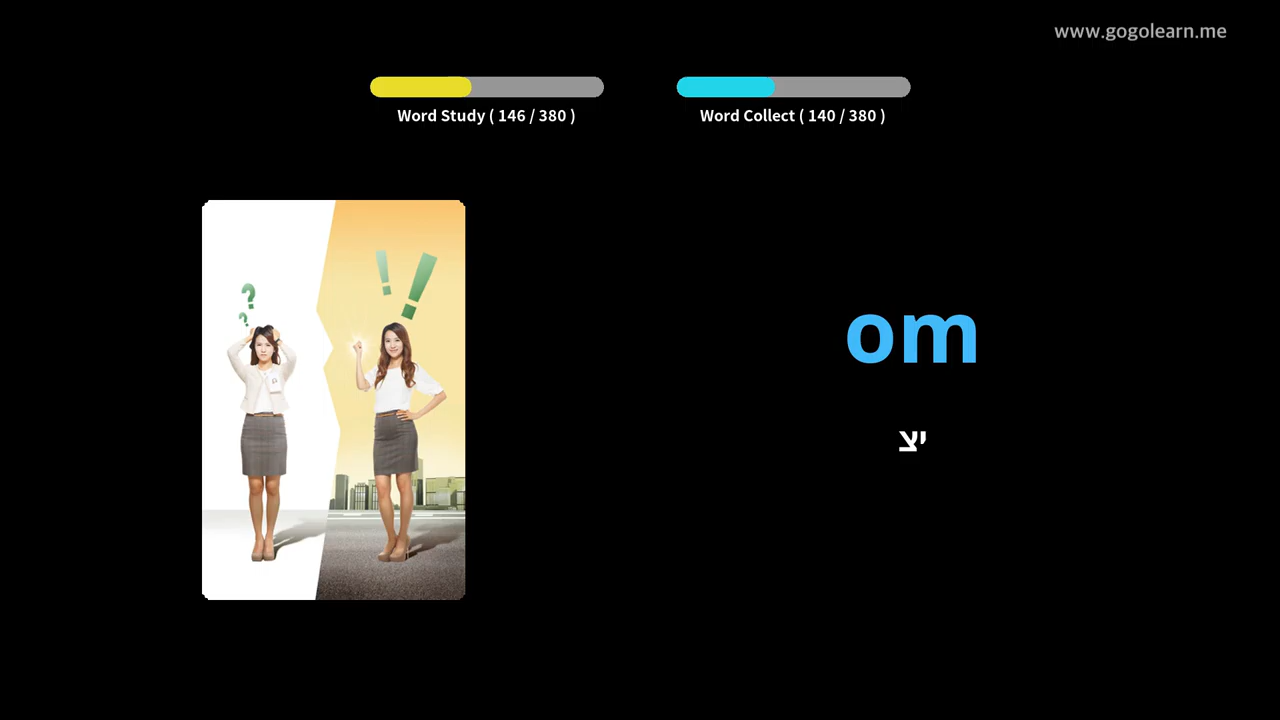 www.gogolearn.me
Word Study ( 146 / 380 )
Word Collect ( 140 / 380 )
? ?
! !
om
יצ